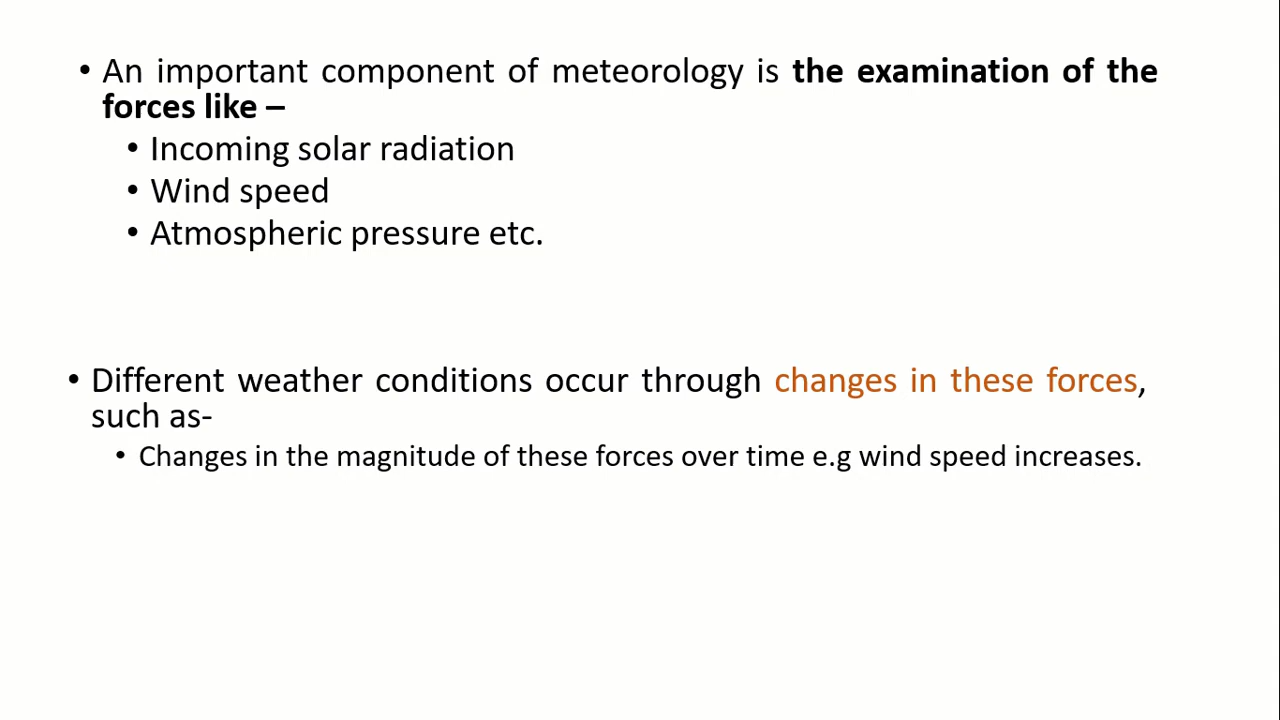 • An important component of meteorology is the examination of the
forces like –
• Incoming solar radiation
• Wind speed
• Atmospheric pressure etc.
• Different weather conditions occur through changes in these forces,
such as-
• Changes in the magnitude of these forces over time e.g wind speed increases.